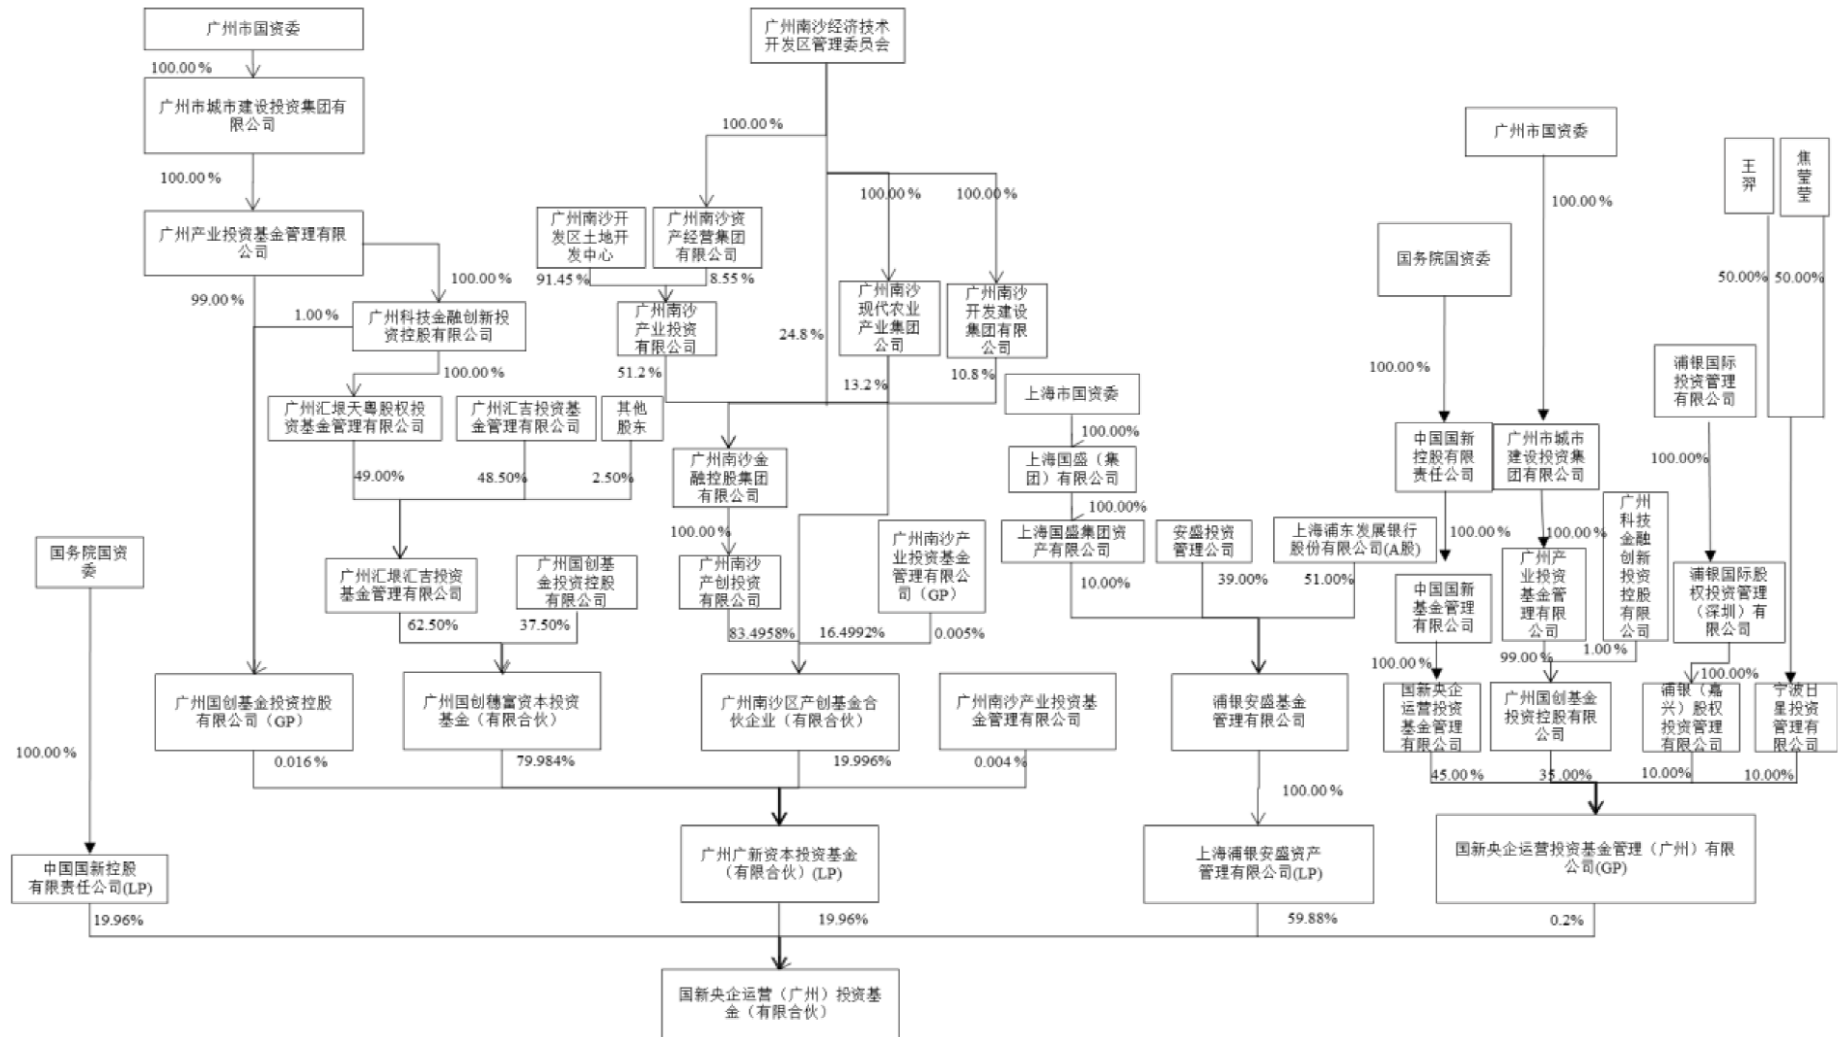 广州市国资委
广州南沙经济技术
开发区管理委员会
100.00%
广州市城市建设投资集团有
限公司
100.00%
广州市国资委
王
羿
焦
莹
莹
100.00%
100.00%
100.00%
100.00%
广州产业投资基金管理有限
公司
广州南沙开
发区土地开
发中心
广州南沙资
产经营集团
有限公司
国务院国资委
99.00%
100.00%
91.45%
8.55%
50.00%
50.00%
1.00%
广州科技金融创新投
资控股有限公司
广州南沙
产业投资
有限公司
24.8%
广州南沙
现代农业
产业集团
公司
广州南沙
开发建设
集团有限
公司
100.00%
51.2%
13.2%
10.8%
100.00%
浦银国际
投资管理
有限公司
广州汇垠天粤股权投
资基金管理有限公司
广州汇吉投资基
金管理有限公司
其他
股东
上海市国资委
100.00%
49.00%
48.50%
2.50%
广州南沙金
融控股集团
有限公司
上海国盛（集
团）有限公司
中国国新
控股有限
责任公司
广州市城市
建设投资集
团有限公司
100.00%
100.00%
100.00%
国务院国资
委
广州汇垠汇吉投资
基金管理有限公司
广州国创基
金投资控股
有限公司
广州南沙
产创投资
有限公司
广州南沙产
业投资基金
管理有限公
司（GP）
上海国盛集团资
产有限公司
安盛投资
管理公司
上海浦东发展银行
股份有限公司(A股)
100.00%
100.00%
广州
科技
金融
创新
投资
控股
有限
公司
10.00%
39.00%
51.00%
中国国新
基金管理
有限公司
广州产
业投资
基金管
理有限
公司
浦银国际股
权投资管理
（深圳）有
限公司
62.50%
37.50%
83.4958%
16.4992%
0.005%
100.00%
99.00%
1.00%
100.00%
广州国创基金投资控股
有限公司（GP）
广州国创穗富资本投资
基金（有限合伙）
广州南沙区产创基金合
伙企业（有限合伙）
广州南沙产业投资基
金管理有限公司
浦银安盛基金
管理有限公司
国新央企
运营投资
基金管理
有限公司
广州国创基金
投资控股有限
公司
浦银（嘉
兴）股权
投资管理
有限公司
宁波日
星投资
管理有
限公司
100.00%
0.016%
79.984%
19.996%
0.004%
100.00%
45.00%
35.00%
10.00%
10.00%
中国国新控股
有限责任公司(LP)
广州广新资本投资基金
（有限合伙）(LP)
上海浦银安盛资产
管理有限公司(LP)
国新央企运营投资基金管理（广州）有限
公司(GP)
19.96%
19.96%
59.88%
0.2%
国新央企运营（广州）投资基
金（有限合伙）